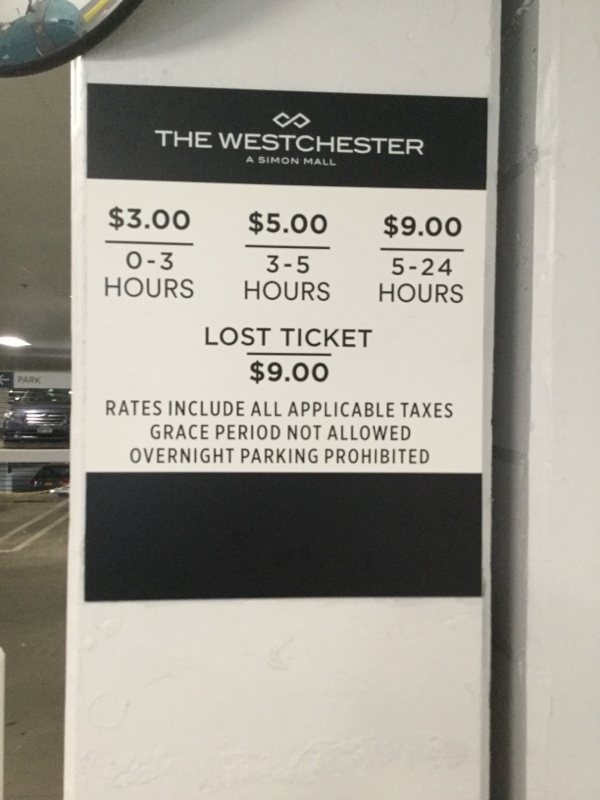 THE WESTCHESTER
A SIMON MALL
$3.00 $5.00 $9.00
0-3 3-5 5-24
HOURS HOURS HOURS
LOST TICKET
$9.00
RATES INCLUDE ALL APPLICABLE TAXES
GRACE PERIOD NOT ALLOWED
OVERNIGHT PARKING PROHIBITED
← PARK